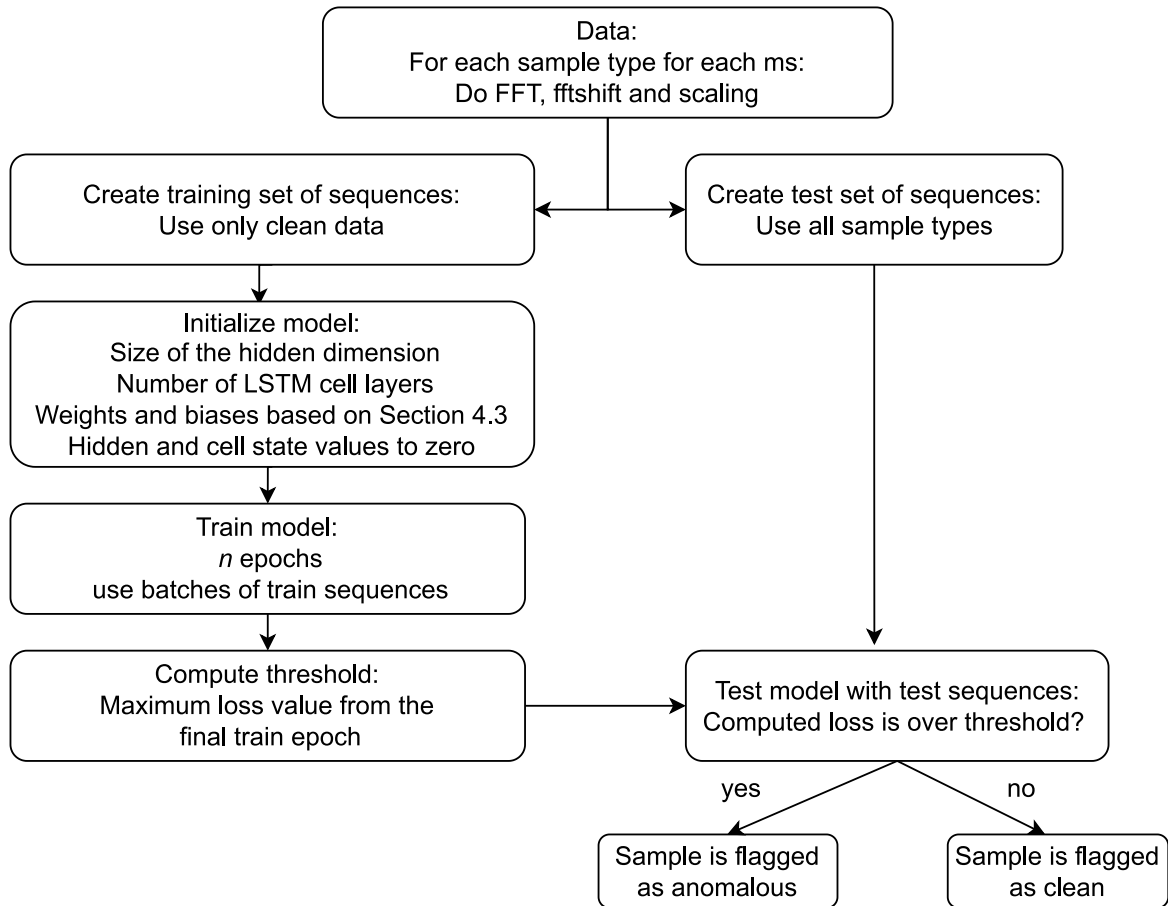 Data:
For each sample type for each ms:
Do FFT, fftshift and scaling
Create training set of sequences:
Use only clean data
Create test set of sequences:
Use all sample types
Initialize model:
Size of the hidden dimension
Number of LSTM cell layers
Weights and biases based on Section 4.3
Hidden and cell state values to zero
Train model:
n epochs
use batches of train sequences
Compute threshold:
Maximum loss value from the
final train epoch
Test model with test sequences:
Computed loss is over threshold?
yes
no
Sample is flagged
as anomalous
Sample is flagged
as clean